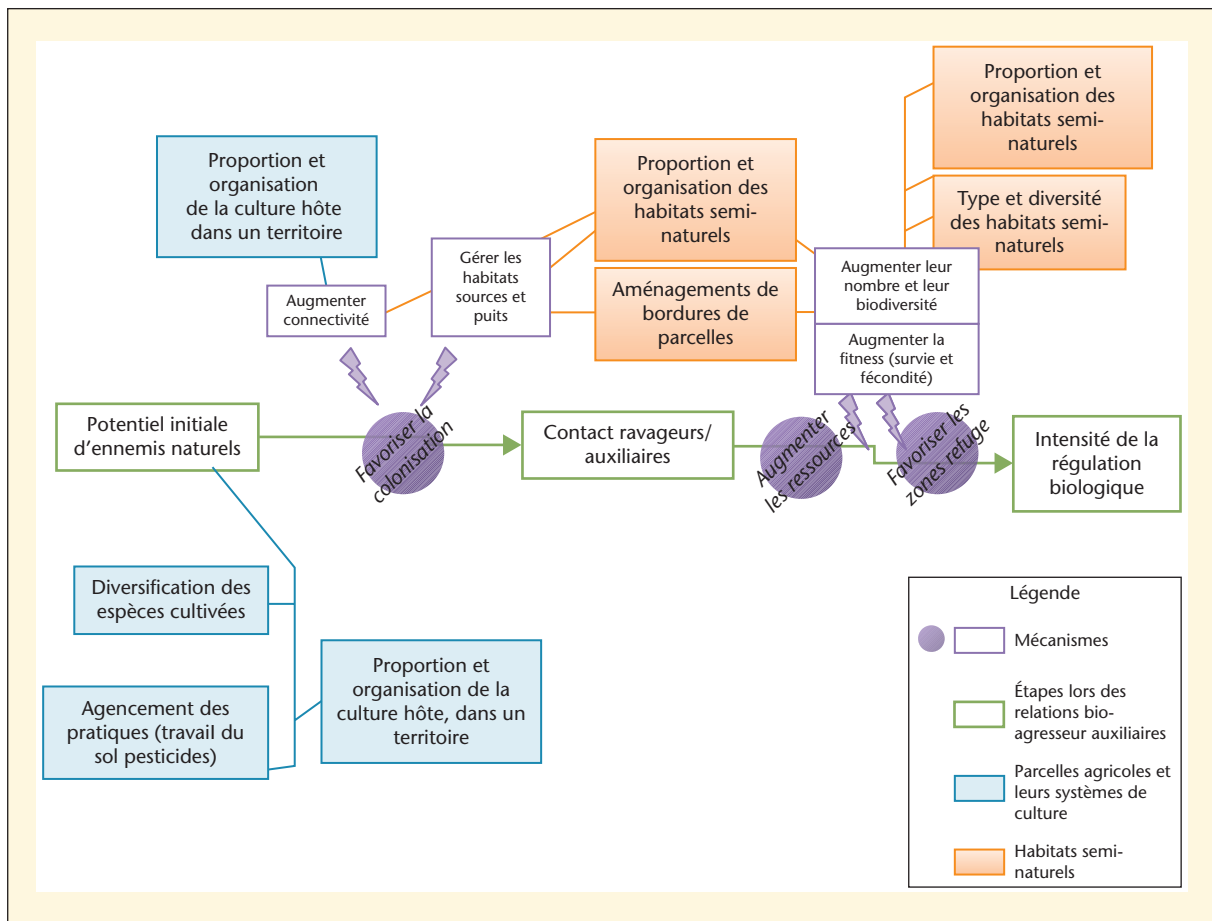 Proportion et
organisation des
habitats semi-
naturels
Proportion et
organisation
de la culture hôte
dans un territoire
Proportion et
organisation des
habitats semi-
naturels
Type et diversité
des habitats semi-
naturels
Augmenter
connectivité
Gérer les
habitats
sources et
puits
Aménagements de
bordures de
parcelles
Augmenter leur
nombre et leur
biodiversité
Augmenter la
fitness (survie et
fécondité)
Potentiel initiale
d'ennemis naturels
Favoriser la
colonisation
Contact ravageurs/
auxiliaires
Augmenter
les ressources
Favoriser les
zones refuge
Intensité de la
régulation
biologique
Diversification des
espèces cultivées
Agencement des
pratiques (travail du
sol pesticides)
Proportion et
organisation de la
culture hôte, dans un
territoire
Légende
Mécanismes
Étapes lors des
relations bio-
agresseur auxiliaires
Parcelles agricoles et
leurs systèmes de
culture
Habitats semi-
naturels